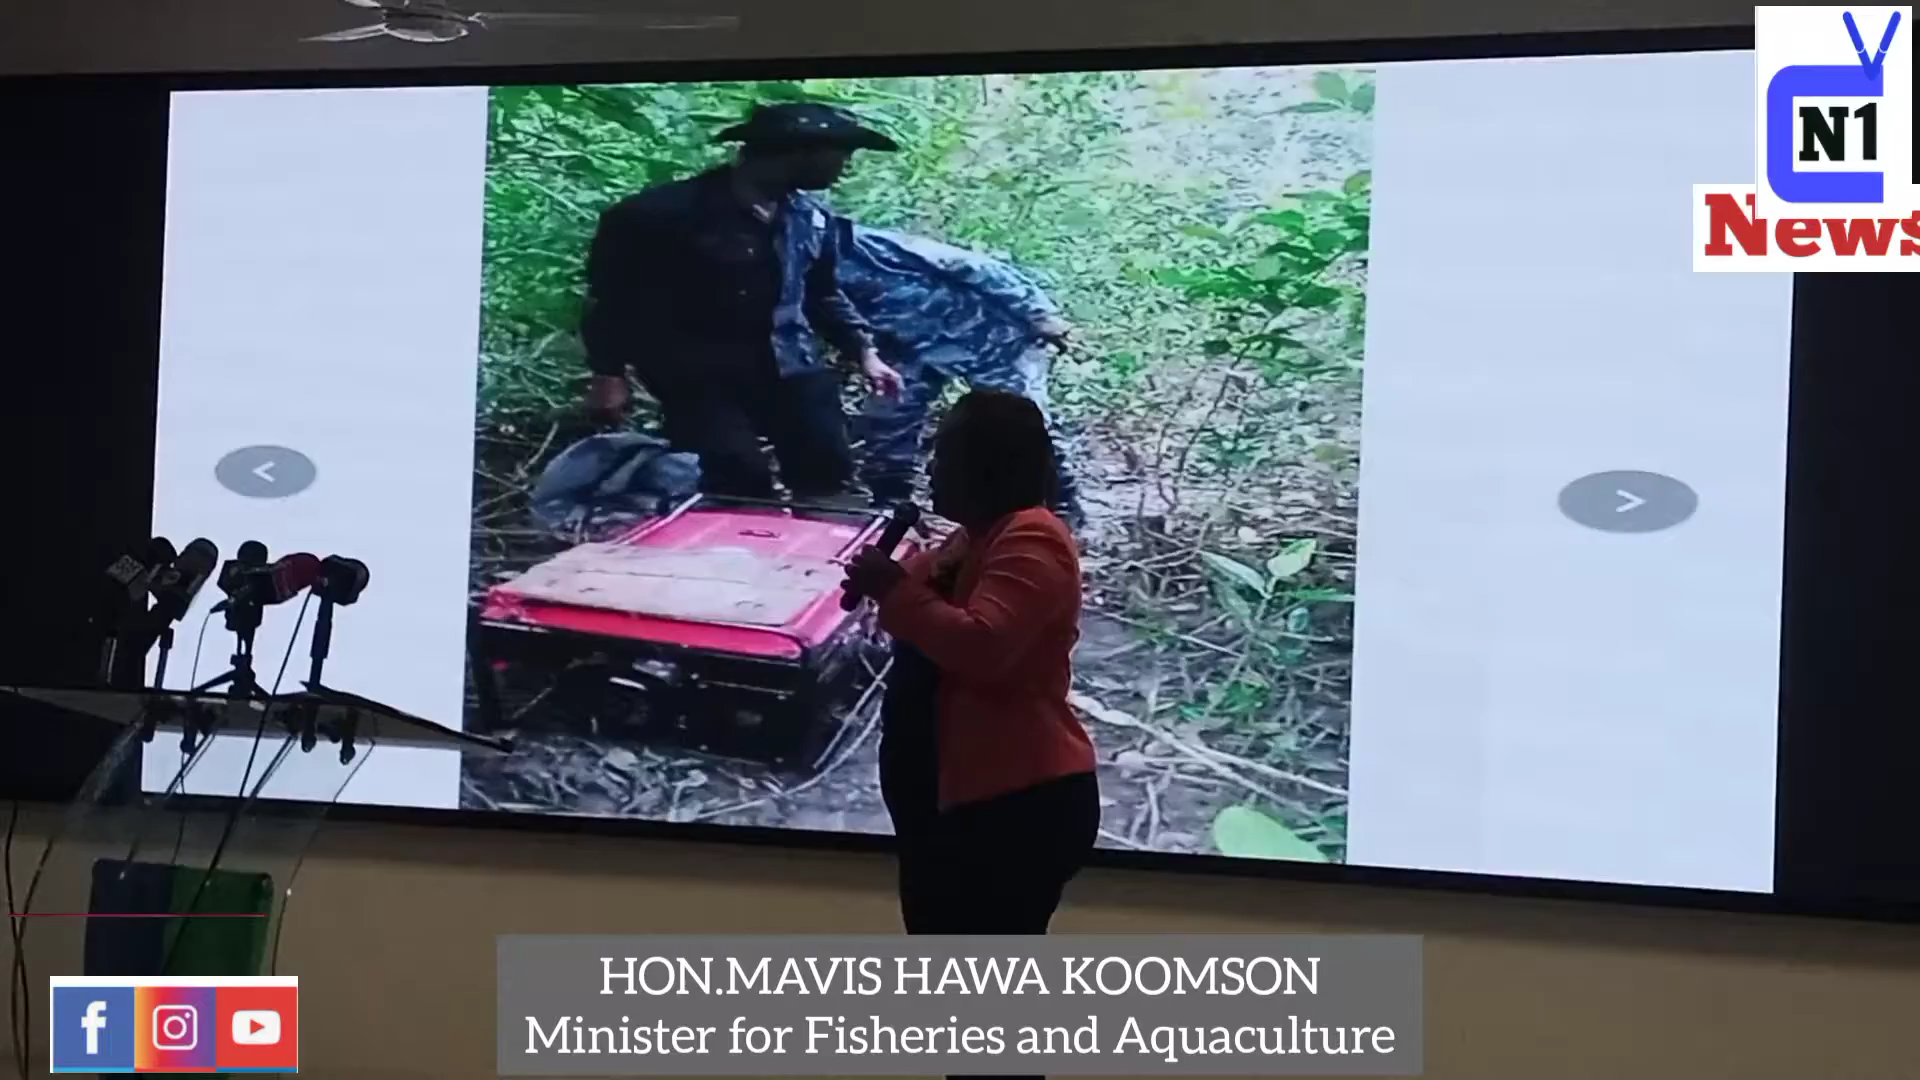 N1
News
HON.MAVIS HAWA KOOMSON
Minister for Fisheries and Aquaculture